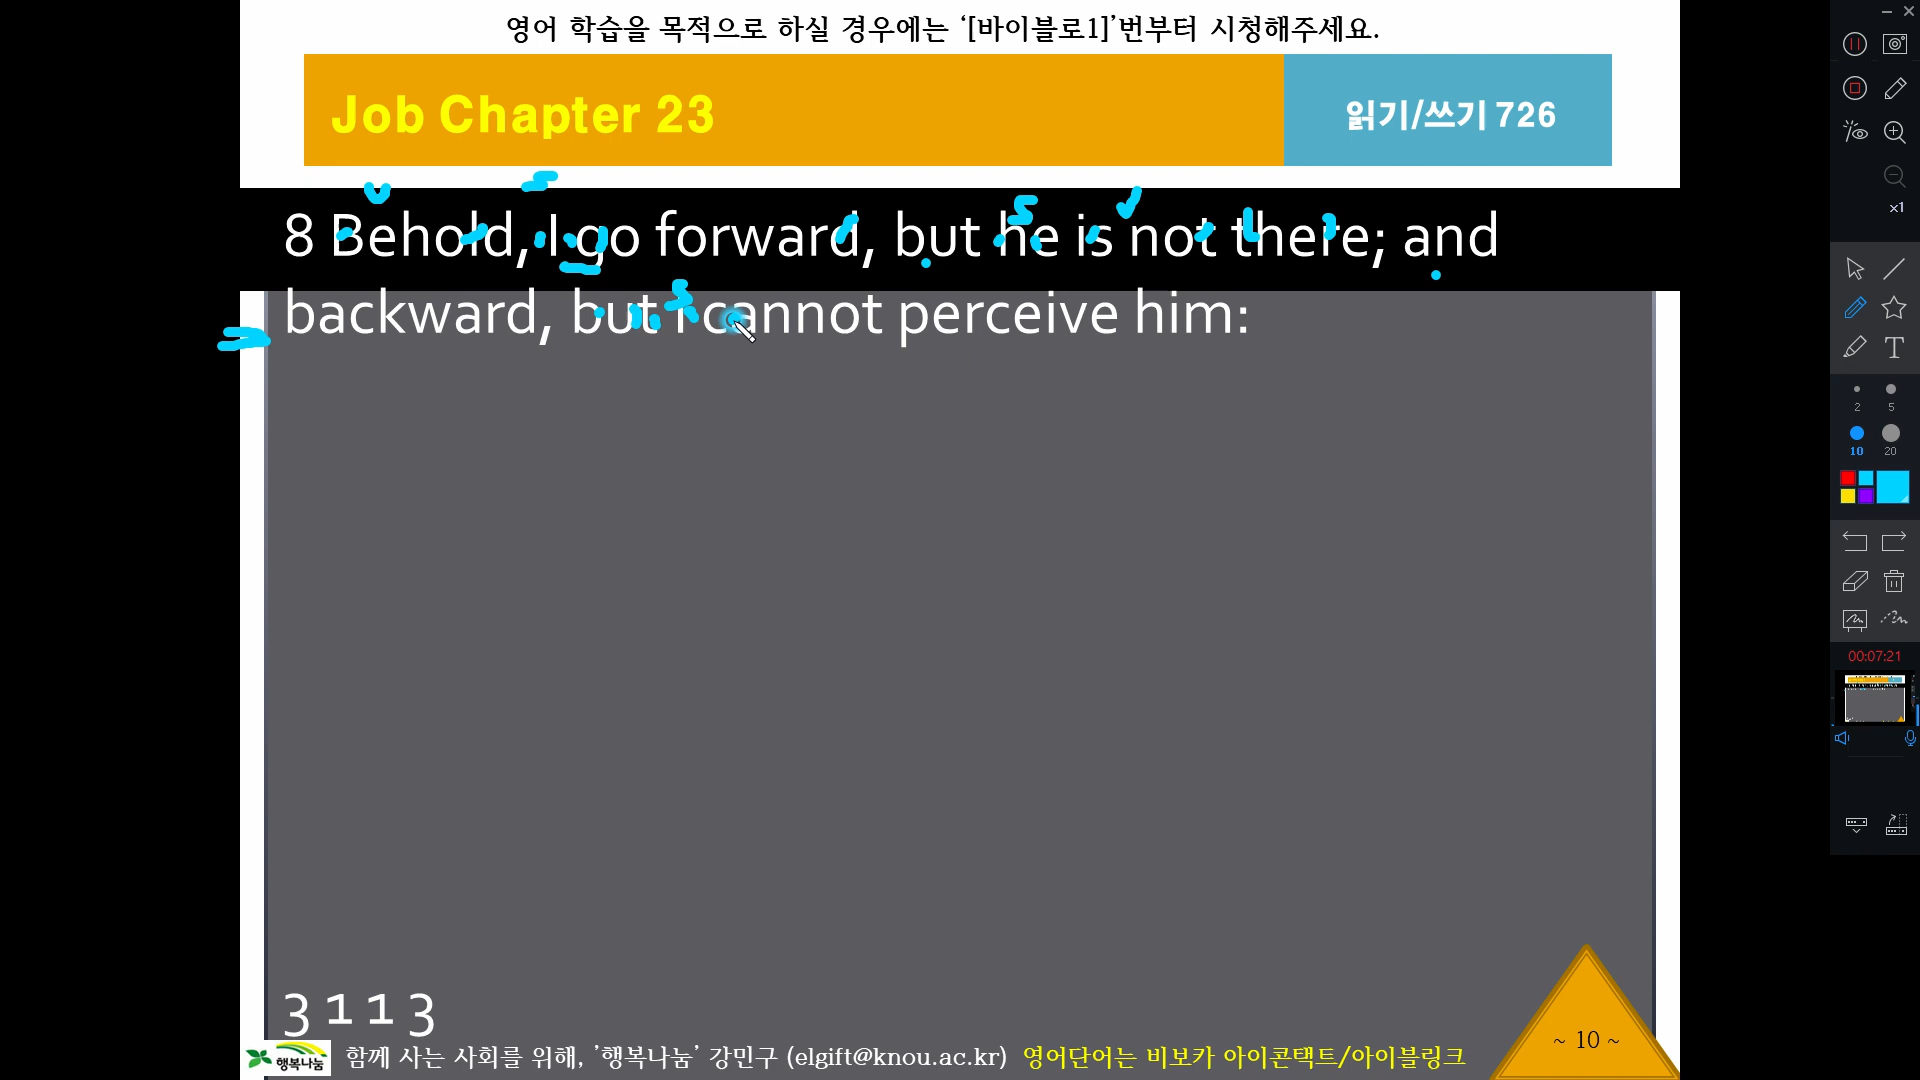 영어 학습을 목적으로 하실 경우에는 ‘[바이블로1]’번부터 시청해주세요.
Job Chapter 23
읽기/쓰기 726
8 Behold, I go forward, but he is not there; and
backward, but I cannot perceive him:
3 1 1 3
행복나눔
함께 사는 사회를 위해, ’행복나눔’ 강민구 (elgift@knou.ac.kr) 영어단어는 비보카 아이콘택트/아이블링크
~ 10 ~
x1
T
2 5
10 20
00:07:21